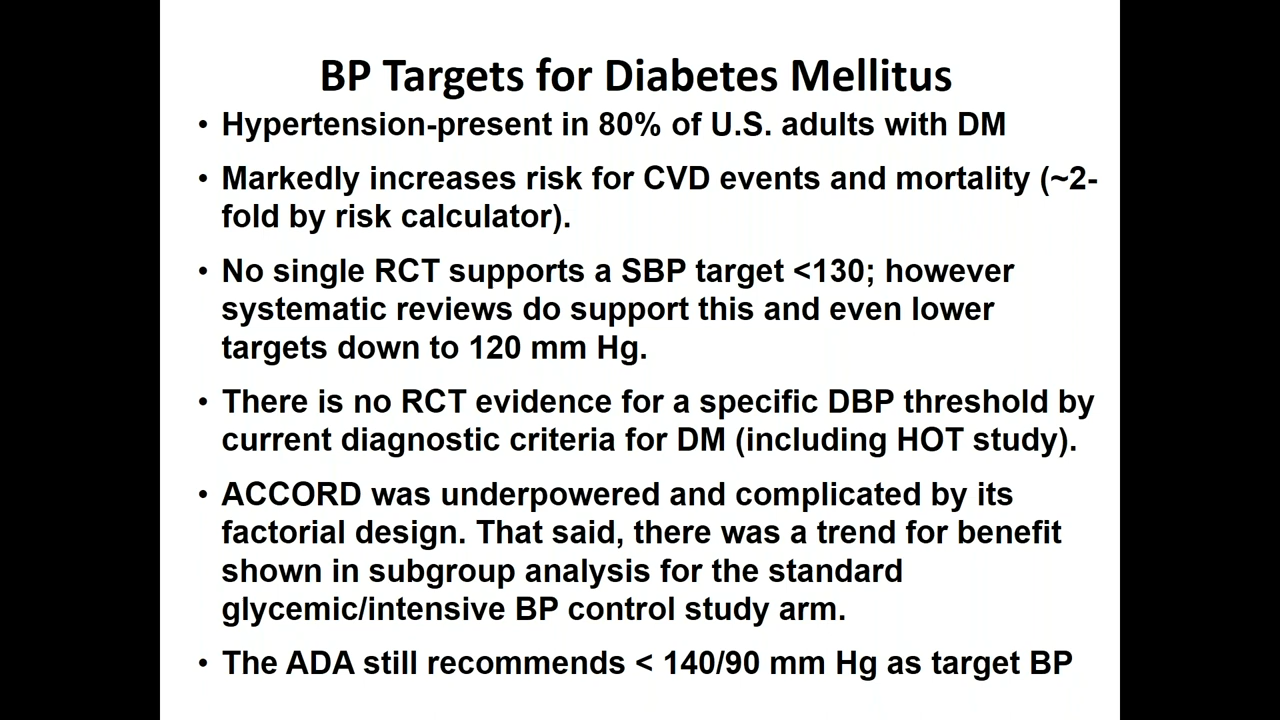 BP Targets for Diabetes Mellitus
• Hypertension-present in 80% of U.S. adults with DM
• Markedly increases risk for CVD events and mortality (~2-
fold by risk calculator).
• No single RCT supports a SBP target <130; however
systematic reviews do support this and even lower
targets down to 120 mm Hg.
• There is no RCT evidence for a specific DBP threshold by
current diagnostic criteria for DM (including HOT study).
• ACCORD was underpowered and complicated by its
factorial design. That said, there was a trend for benefit
shown in subgroup analysis for the standard
glycemic/intensive BP control study arm.
• The ADA still recommends < 140/90 mm Hg as target BP